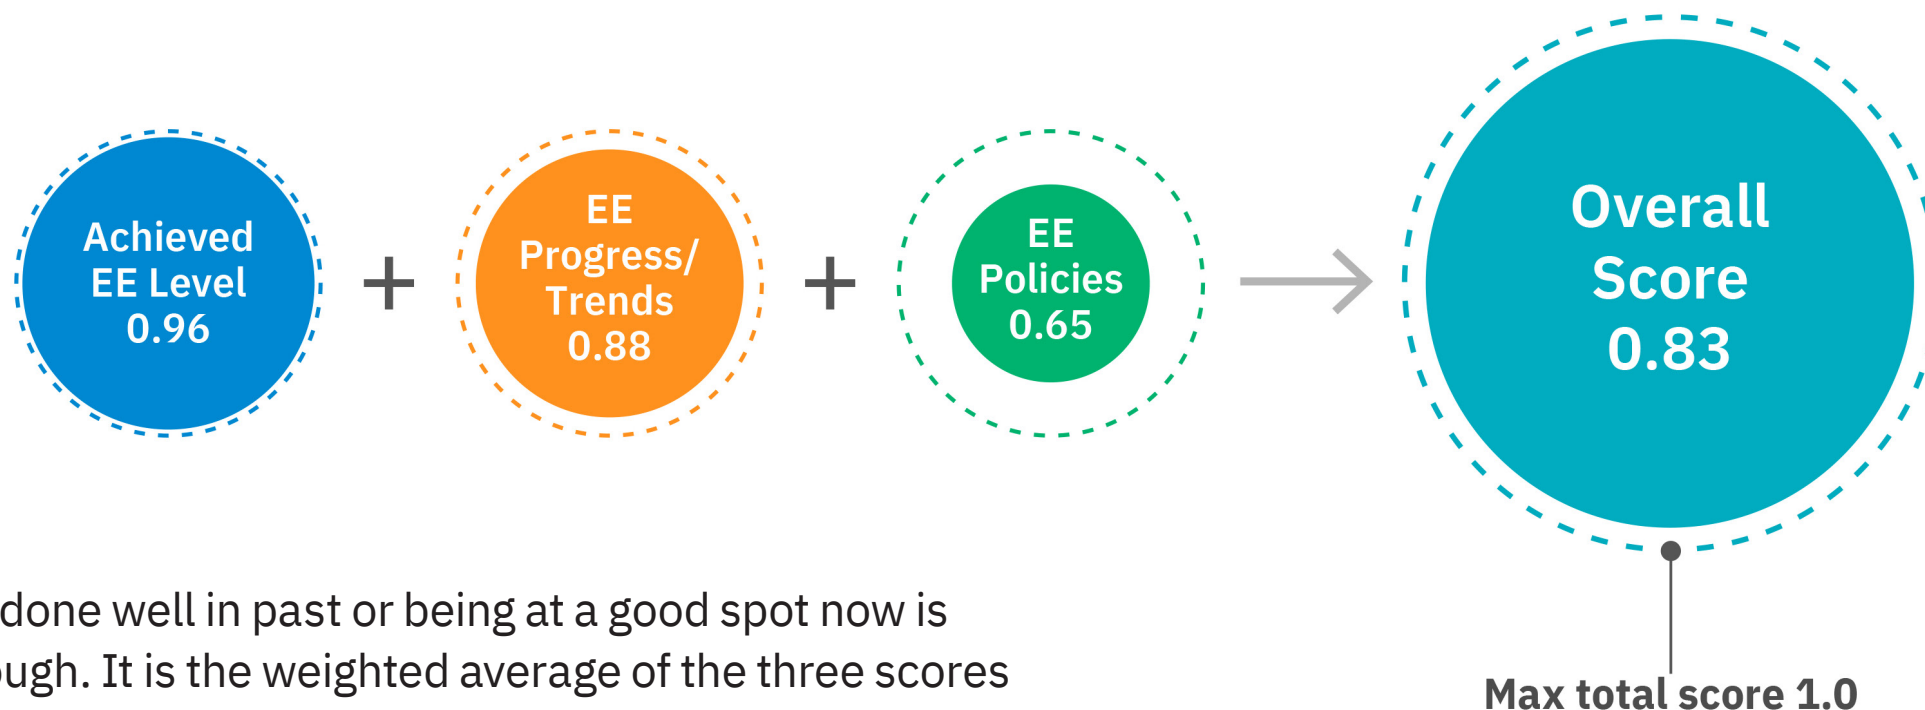 Achieved
EE Level
0.96
+
EE
Progress/
Trends
0.88
+
EE
Policies
0.65
Overall
Score
0.83
done well in past or being at a good spot now is
It is the weighted average of the three scores
Max total score 1.0